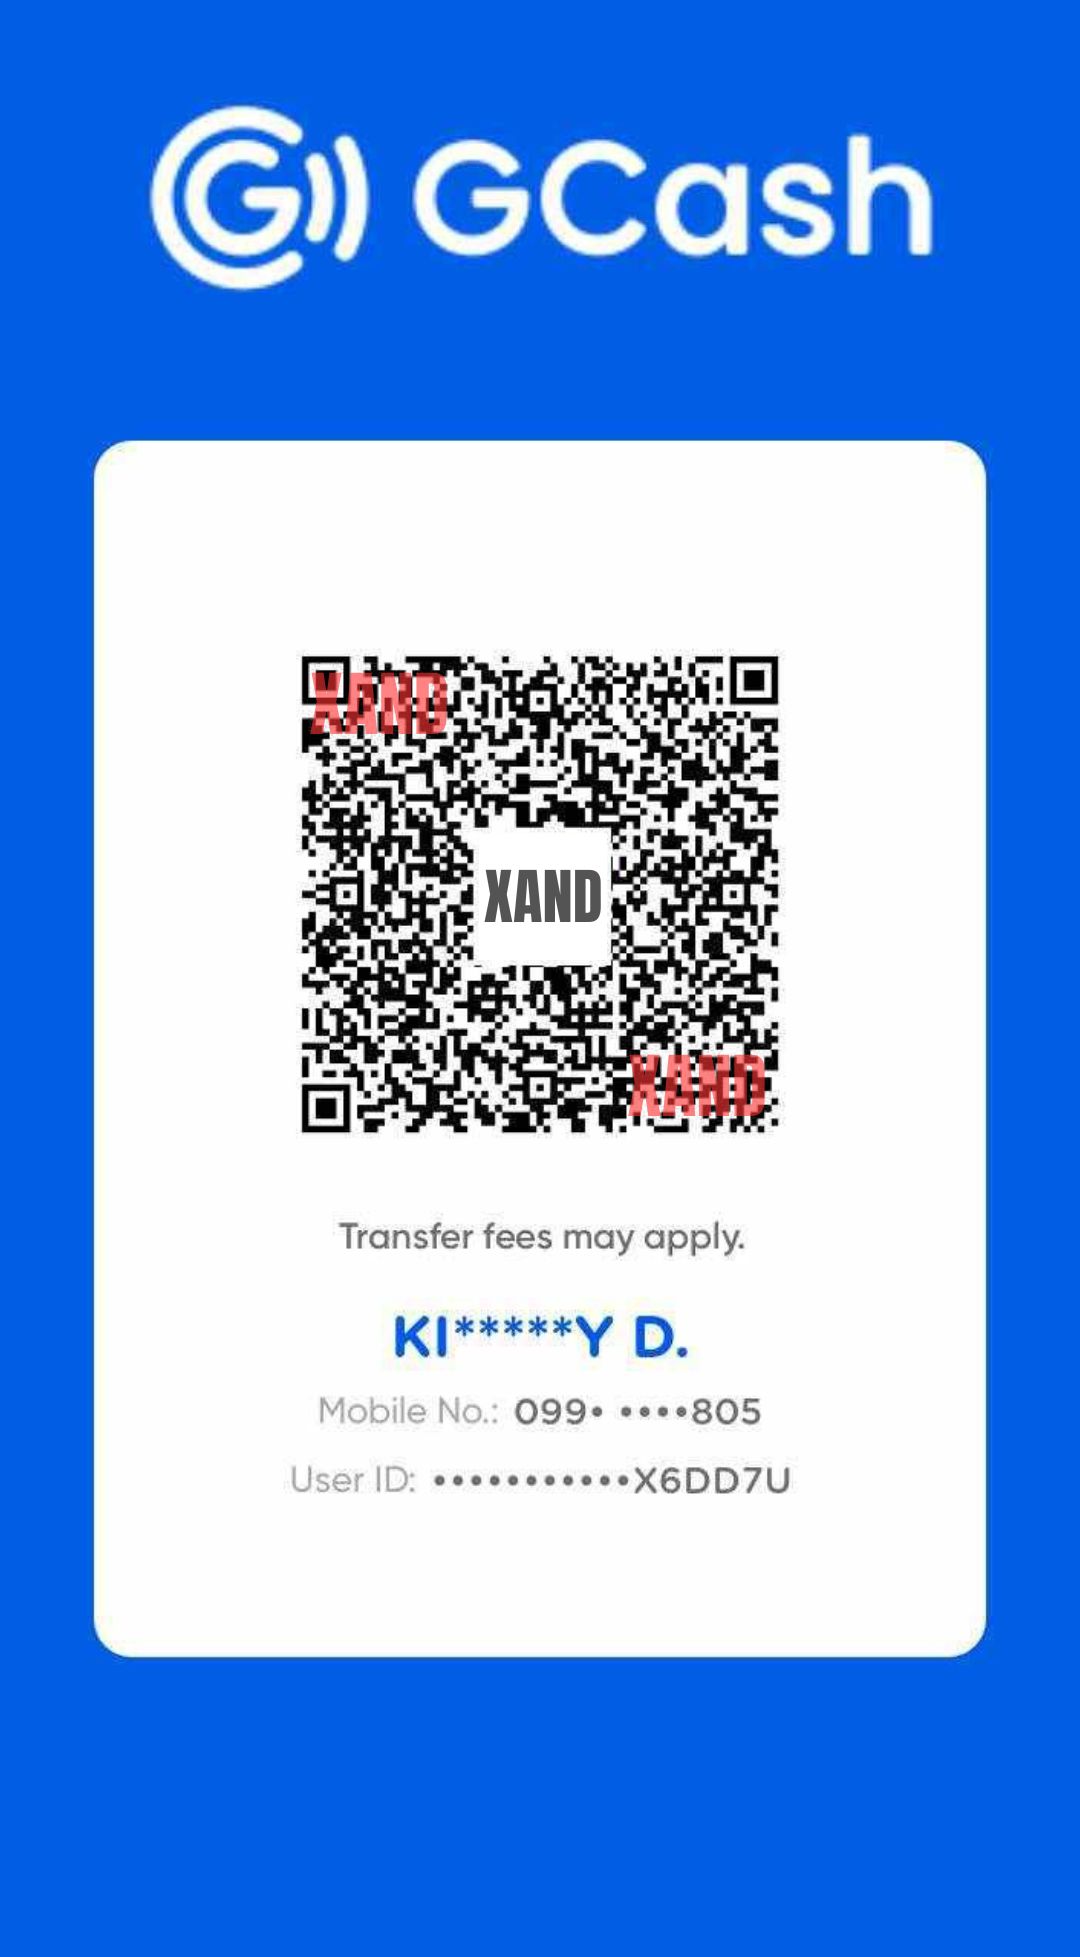 GCash
XAND
XAND
XAND
Transfer fees may apply.
KI*****Y D.
Mobile No.: 099• ••••805
User ID: •••••••••••X6DD7U